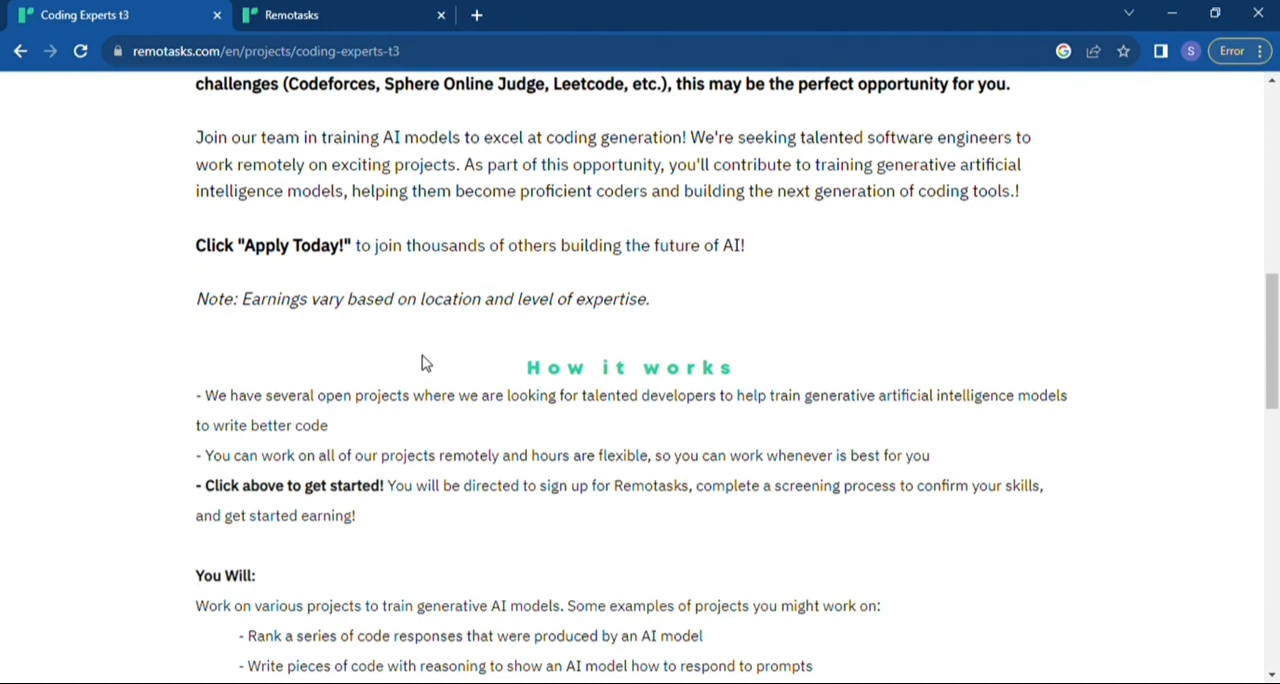 Coding Experts t3
Remotasks
remotasks.com/en/projects/coding-experts-t3
S
Error
challenges (Codeforces, Sphere Online Judge, Leetcode, etc.), this may be the perfect opportunity for you.
Join our team in training AI models to excel at coding generation! We're seeking talented software engineers to
work remotely on exciting projects. As part of this opportunity, you'll contribute to training generative artificial
intelligence models, helping them become proficient coders and building the next generation of coding tools.!
Click "Apply Today!" to join thousands of others building the future of AI!
Note: Earnings vary based on location and level of expertise.
How it works
- We have several open projects where we are looking for talented developers to help train generative artificial intelligence models
to write better code
- You can work on all of our projects remotely and hours are flexible, so you can work whenever is best for you
- Click above to get started! You will be directed to sign up for Remotasks, complete a screening process to confirm your skills,
and get started earning!
You Will:
Work on various projects to train generative AI models. Some examples of projects you might work on:
- Rank a series of code responses that were produced by an AI model
- Write pieces of code with reasoning to show an AI model how to respond to prompts